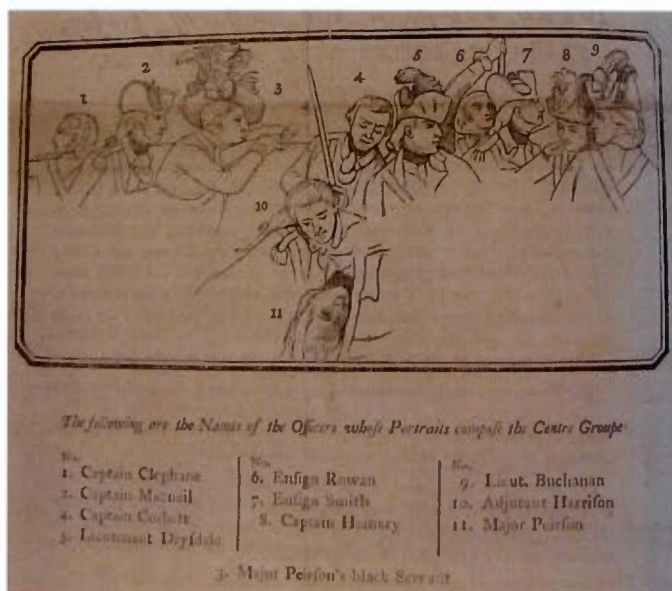 1 2 3 4 5 6 7 8 9
10
11
The following are the Names of the Officers whose Portraits compose the Centre Groupe
No. No. No.
1. Captain Clephane 6. Ensign Rowan 9. Lieut. Buchanan
2. Captain Macneil 7. Ensign Smith 10. Adjutant Harrison
4. Captain Corbett 8. Captain Hemery 11. Major Peirson
5. Lieutenant Drysdale
3. Major Peirson's black Servant